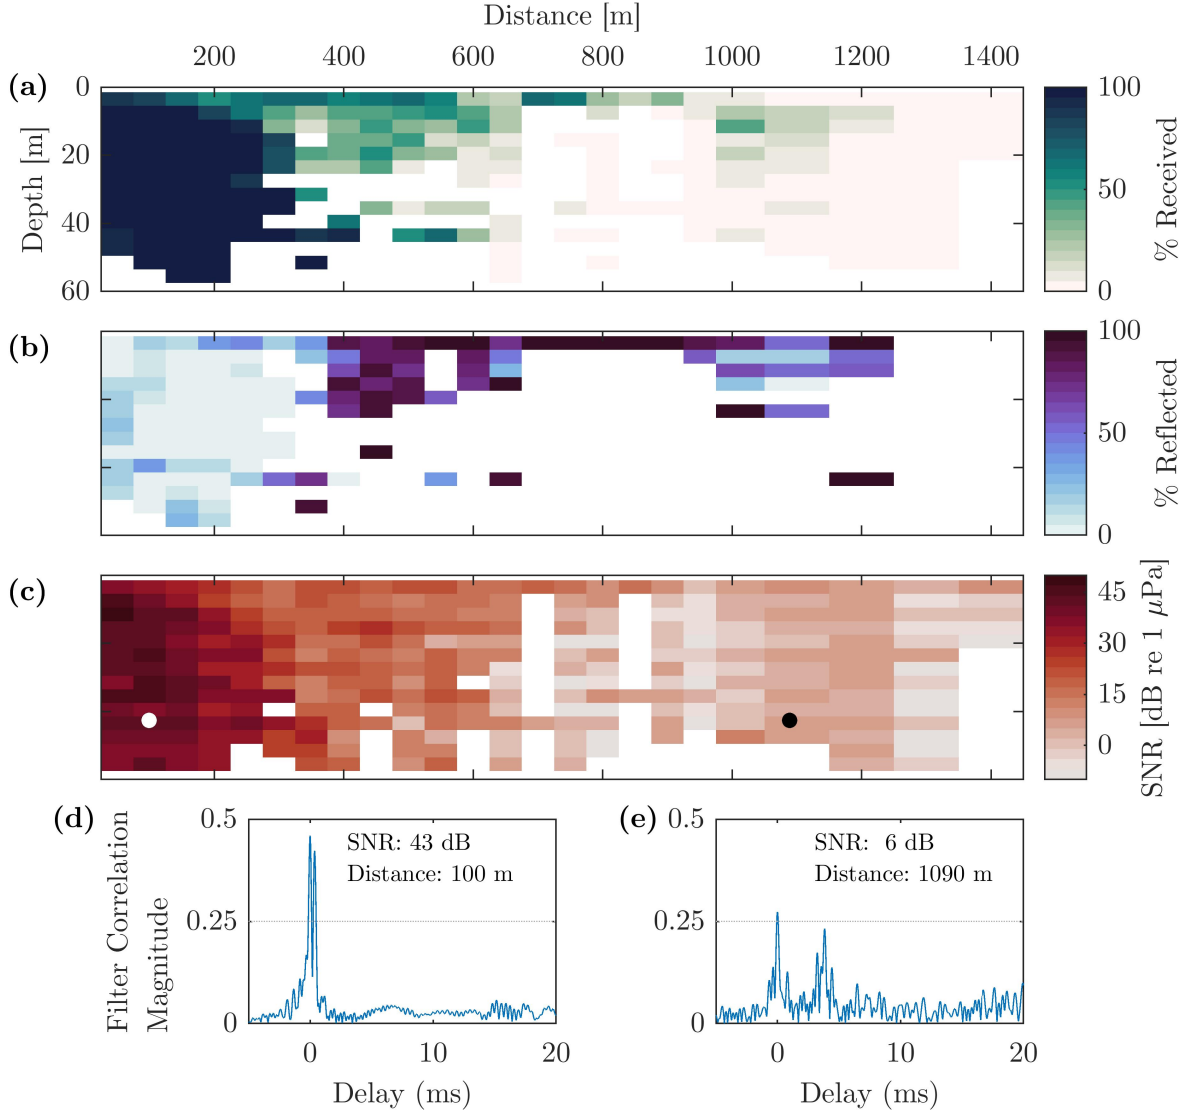 Distance [m]
200 400 600 800 1000 1200 1400
(a)
Depth [m]
0
20
40
60
100
50
0
% Received
(b)
100
50
0
% Reflected
(c)
45
30
15
0
SNR [dB re 1 µPa]
(d)
Filter Correlation
Magnitude
0.5
0.25
0
SNR: 43 dB
Distance: 100 m
0 10 20
Delay (ms)
(e)
0.5
0.25
0
SNR: 6 dB
Distance: 1090 m
0 10 20
Delay (ms)